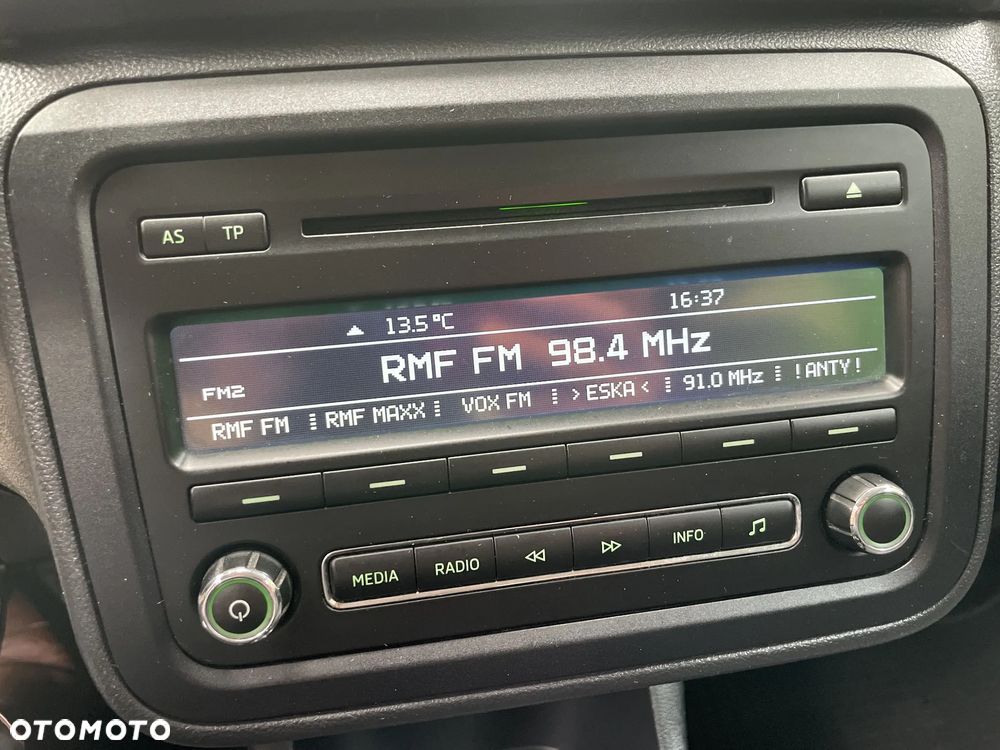 AS TP
13.5°C 16:37
RMF FM 98.4 MHz
FM2
RMF FM RMF MAXX VOX FM >ESKA< 91.0 MHz !ANTY!
MEDIA RADIO INFO
OTOMOTO